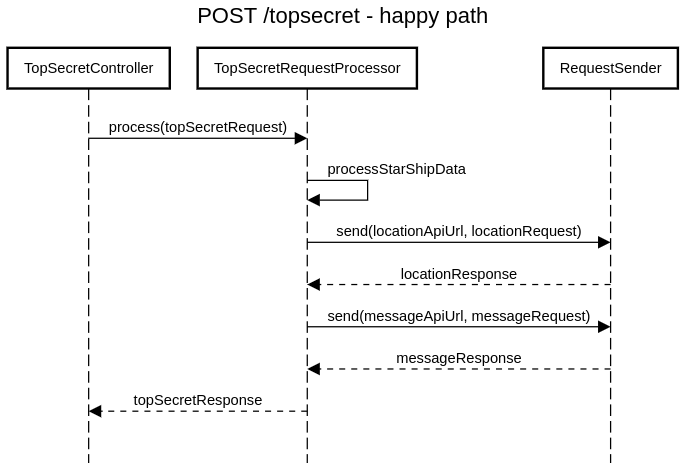 POST /topsecret - happy path
TopSecretController
TopSecretRequestProcessor
RequestSender
process(topSecretRequest)
processStarShipData
send(locationApiUrl, locationRequest)
locationResponse
send(messageApiUrl, messageRequest)
messageResponse
topSecretResponse